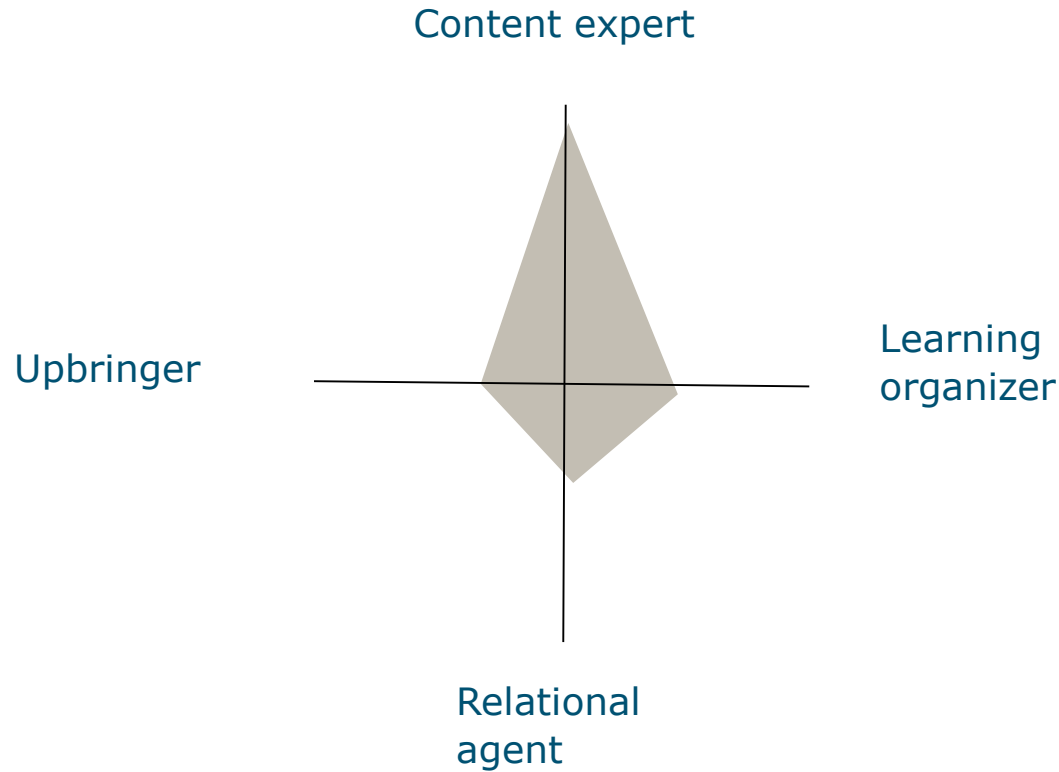 Content expert
Upbringer
Learning
organizer
Relational
agent